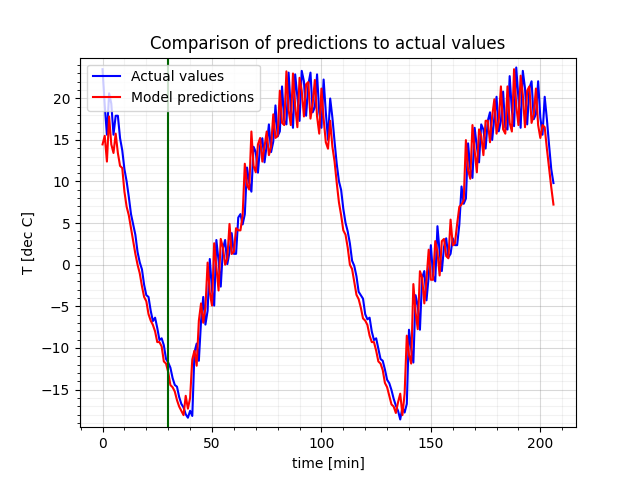 Comparison of predictions to actual values
Actual values
Model predictions
T [dec C]
20
15
10
5
0
−5
−10
−15
0
50
100
150
200
time [min]